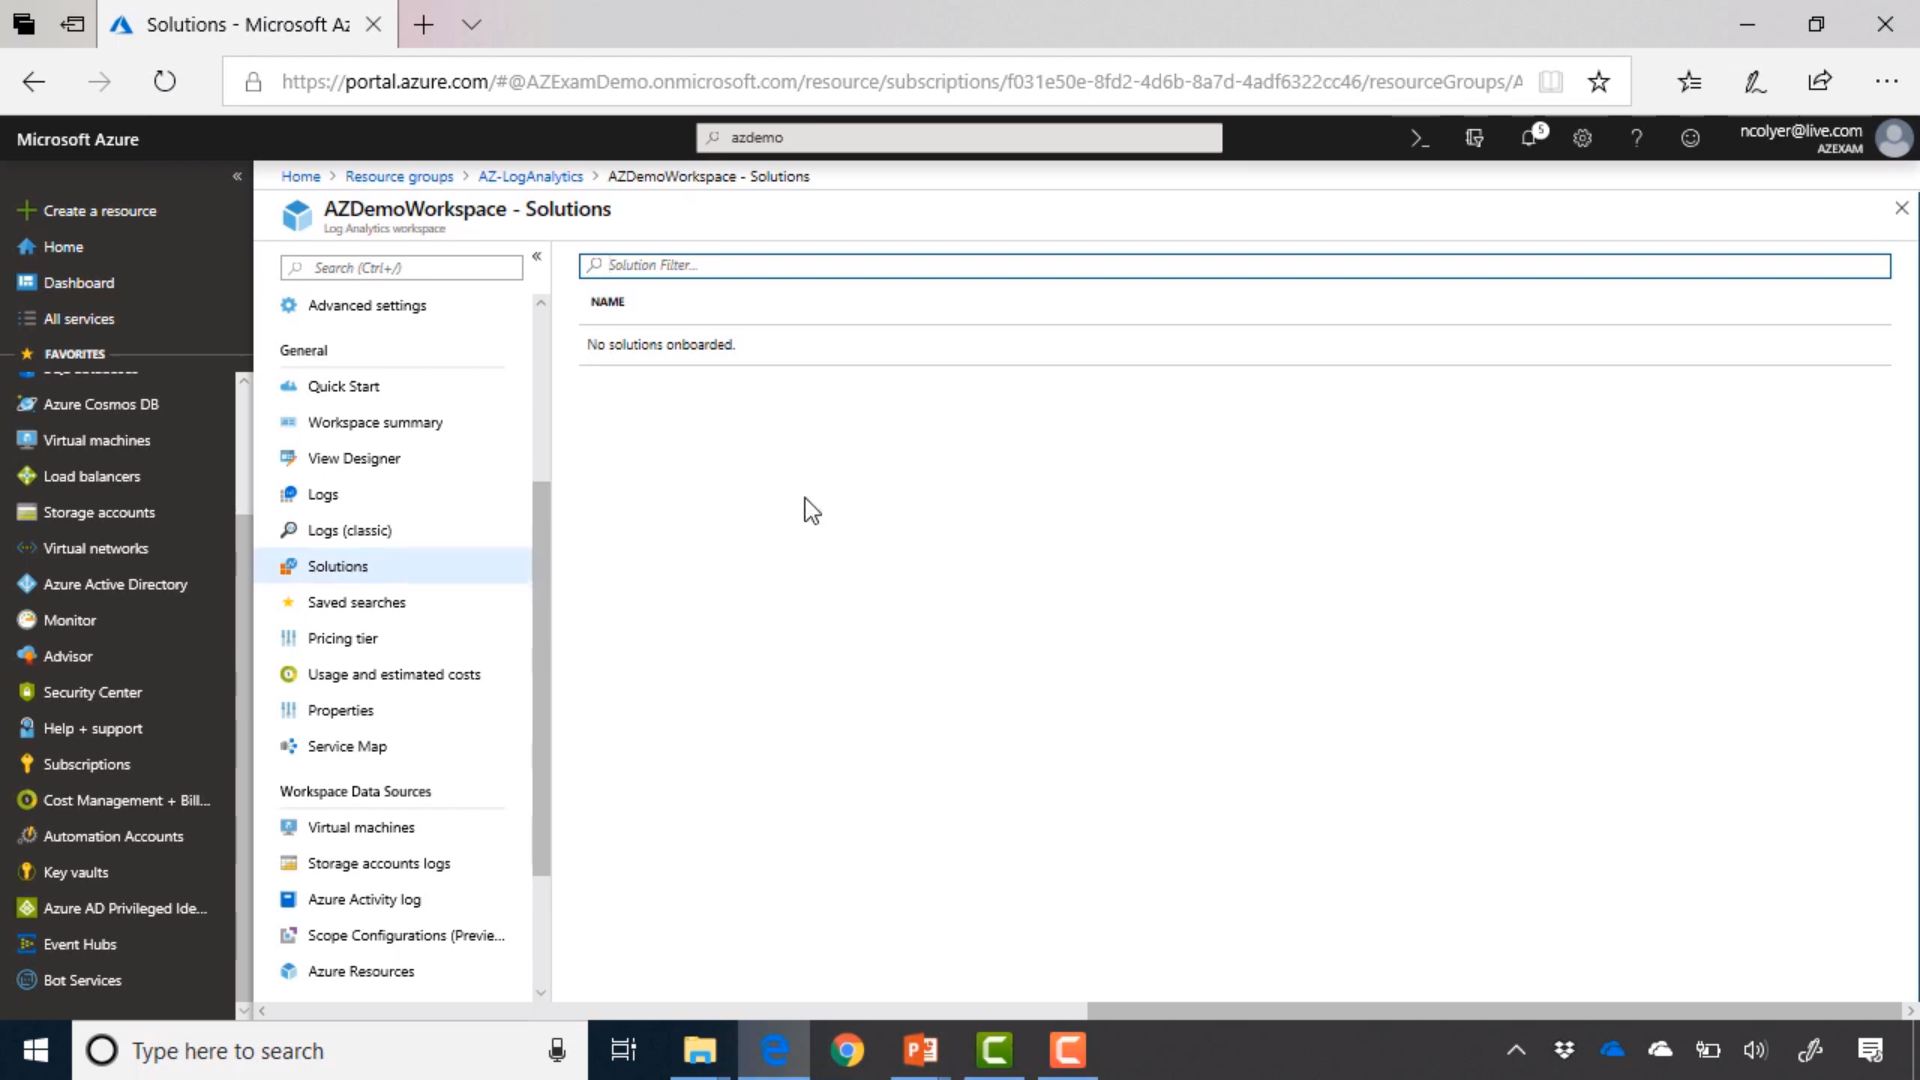 Solutions - Microsoft Az
https://portal.azure.com/#@AZExamDemo.onmicrosoft.com/resource/subscriptions/f031e50e-8fd2-4d6b-8a7d-4adf6322cc46/resourceGroups/A
Microsoft Azure
azdemo
5
ncolyer@live.com
AZEXAM
Home > Resource groups > AZ-LogAnalytics > AZDemoWorkspace - Solutions
AZDemoWorkspace - Solutions
Log Analytics workspace
Create a resource
Home
Dashboard
All services
FAVORITES
Azure Cosmos DB
Virtual machines
Load balancers
Storage accounts
Virtual networks
Azure Active Directory
Monitor
Advisor
Security Center
Help + support
Subscriptions
Cost Management + Bill...
Automation Accounts
Key vaults
Azure AD Privileged Ide...
Event Hubs
Bot Services
Search (Ctrl+/)
Advanced settings
General
Quick Start
Workspace summary
View Designer
Logs
Logs (classic)
Solutions
Saved searches
Pricing tier
Usage and estimated costs
Properties
Service Map
Workspace Data Sources
Virtual machines
Storage accounts logs
Azure Activity log
Scope Configurations (Previe...
Azure Resources
Solution Filter...
NAME
No solutions onboarded.
Type here to search